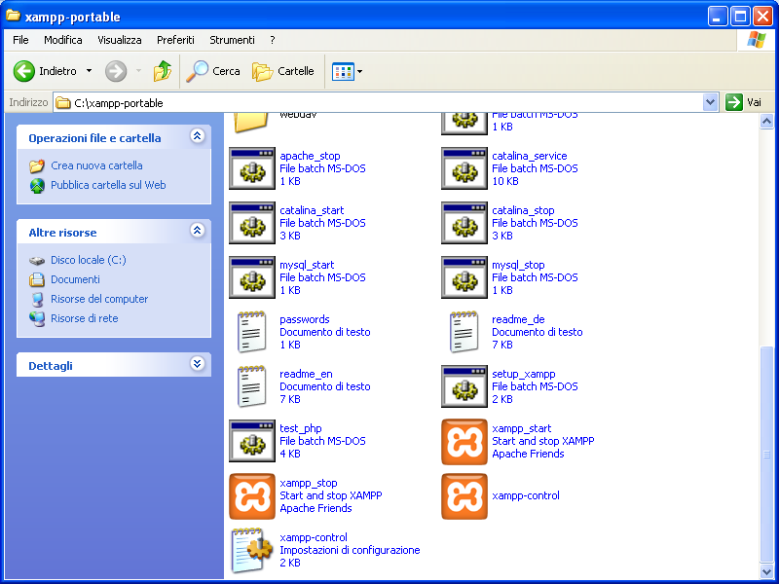 xampp-portable
File Modifica Visualizza Preferiti Strumenti ?
Indietro Cerca Cartelle
Indirizzo C:\xampp-portable Vai
Operazioni file e cartella
Crea nuova cartella
Pubblica cartella sul Web
Altre risorse
Disco locale (C:)
Documenti
Risorse del computer
Risorse di rete
Dettagli
webdav
File batch MS-DOS
1 KB
apache_stop
File batch MS-DOS
1 KB
catalina_service
File batch MS-DOS
10 KB
catalina_start
File batch MS-DOS
3 KB
catalina_stop
File batch MS-DOS
3 KB
mysql_start
File batch MS-DOS
1 KB
mysql_stop
File batch MS-DOS
1 KB
passwords
Documento di testo
1 KB
readme_de
Documento di testo
7 KB
readme_en
Documento di testo
7 KB
setup_xampp
File batch MS-DOS
2 KB
test_php
File batch MS-DOS
4 KB
xampp_start
Start and stop XAMPP
Apache Friends
xampp_stop
Start and stop XAMPP
Apache Friends
xampp-control
xampp-control
Impostazioni di configurazione
2 KB